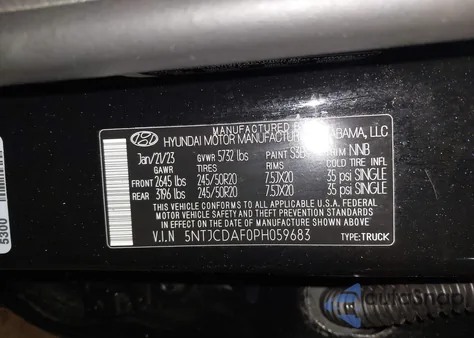 MANUFACTURED
HYUNDAI MOTOR MANUFACTURING ALABAMA, LLC
Jan/21/23 GVWR 5732 lbs PAINT NNB
GAWR TIRES RIMS COLD TIRE INFL.
FRONT 2645 lbs 245/50R20 7.5JX20 35 psi SINGLE
REAR 3196 lbs 245/50R20 7.5JX20 35 psi SINGLE
THIS VEHICLE CONFORMS TO ALL APPLICABLE U.S.A. FEDERAL
MOTOR VEHICLE SAFETY, BUMPER, AND THEFT PREVENTION STANDARDS
IN EFFECT ON THE DATE OF MANUFACTURE SHOWN ABOVE.
V.I.N 5NTJCDAF0PH059683 TYPE:TRUCK
5300
AutoSnap